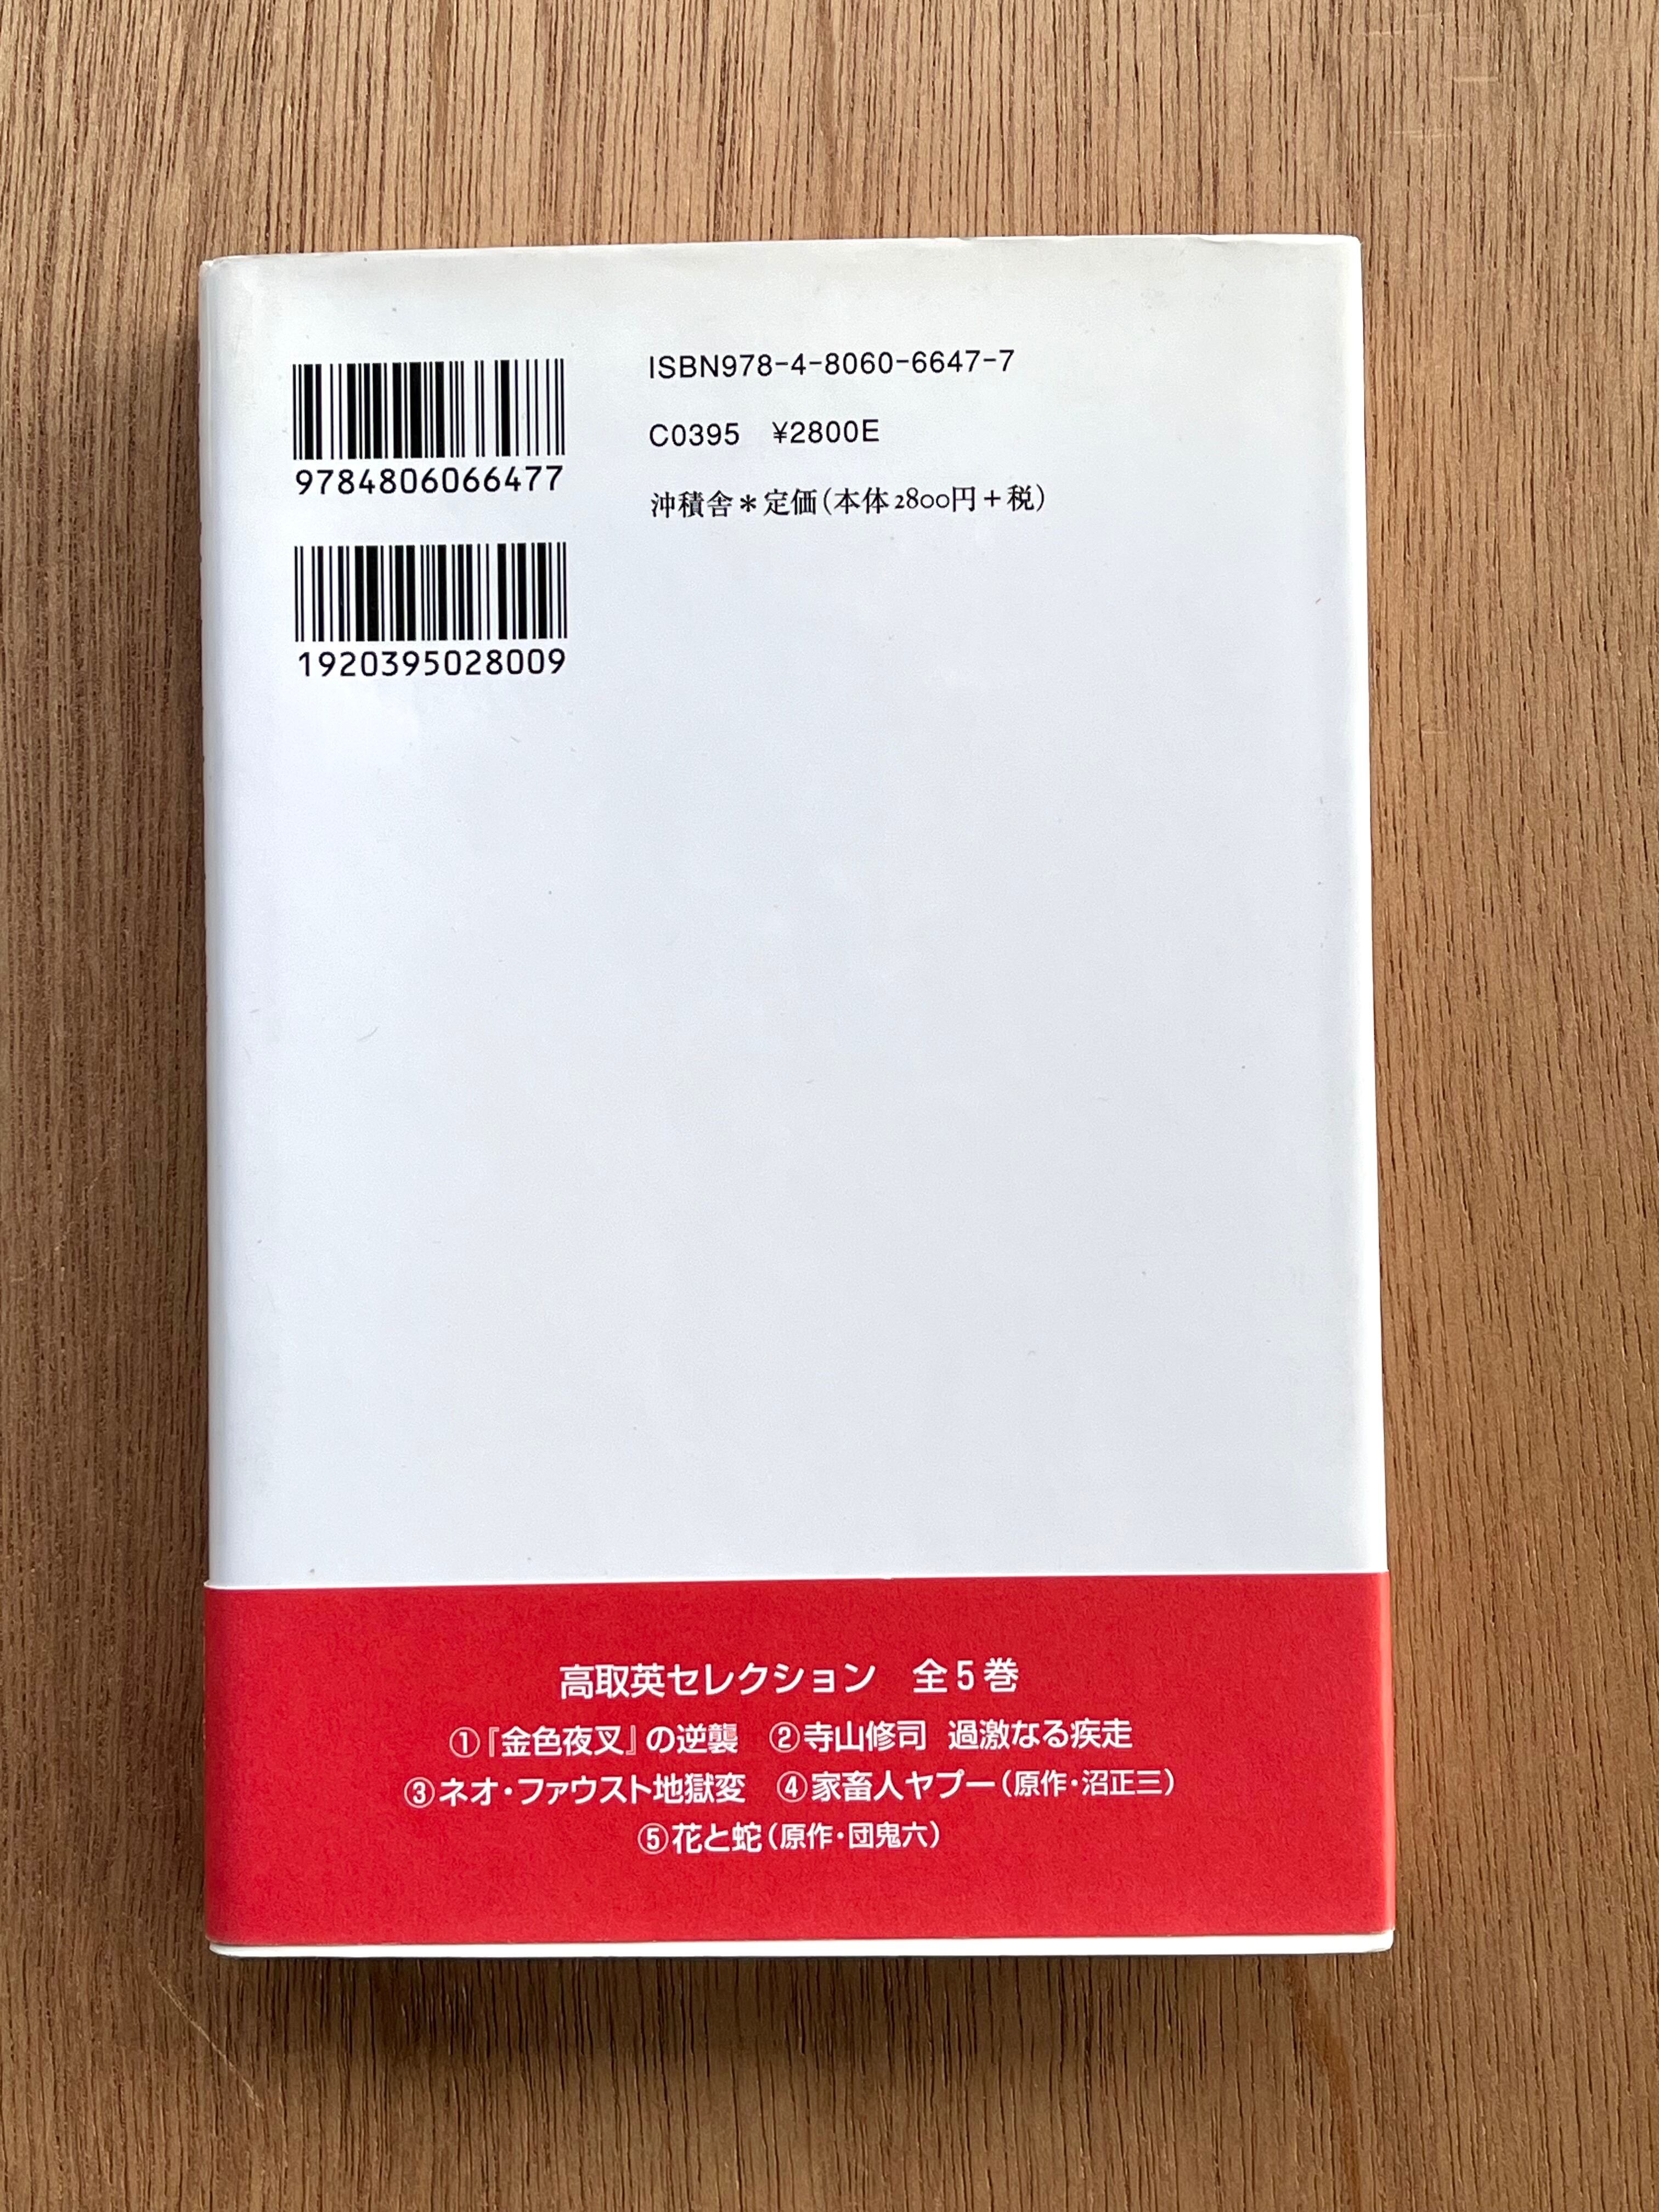 ISBN978-4-8060-6647-7
C0395 ¥2800E
沖積舎＊定価(本体2800円＋税)
9784806066477
1920395028009
高取英セレクション 全5巻
①『金色夜叉』の逆襲 ②寺山修司 過激なる疾走
③ネオ・ファウスト地獄変 ④家畜人ヤプー(原作・沼正三)
⑤花と蛇(原作・団鬼六)